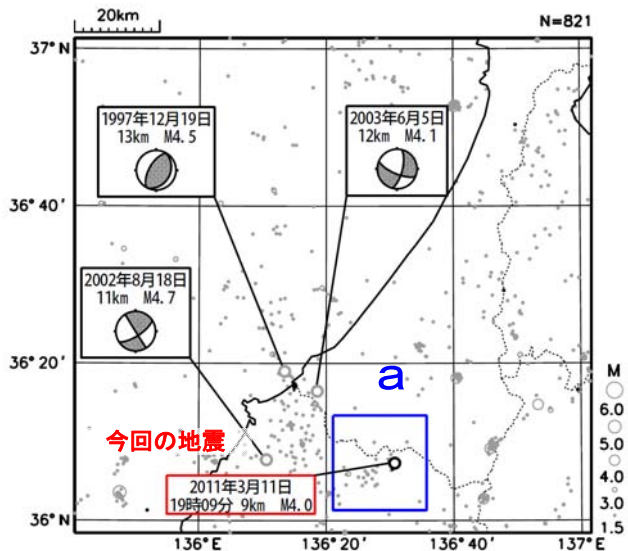 20km
N=821
37°N
1997年12月19日
13km M4.5
2003年6月5日
12km M4.1
36°40′
2002年8月18日
11km M4.7
36°20′
a
M
6.0
5.0
4.0
3.0
1.5
今回の地震
2011年3月11日
19時09分 9km M4.0
36°N
136°E
136°20′
136°40′
137°E